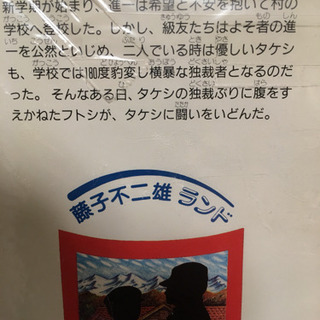 新学期が始まり、進一は希望と不安を抱いて村の
学校へ登校した。しかし、級友たちはよそ者の進
一を公然といじめ、二人でいる時は優しいタケシ
も、学校では180度豹変し横暴な独裁者となるのだ
った。そんなある日、タケシの独裁ぶりに腹をす
えかねたフトシが、タケシに闘いをいどんだ。
藤子不二雄ランド